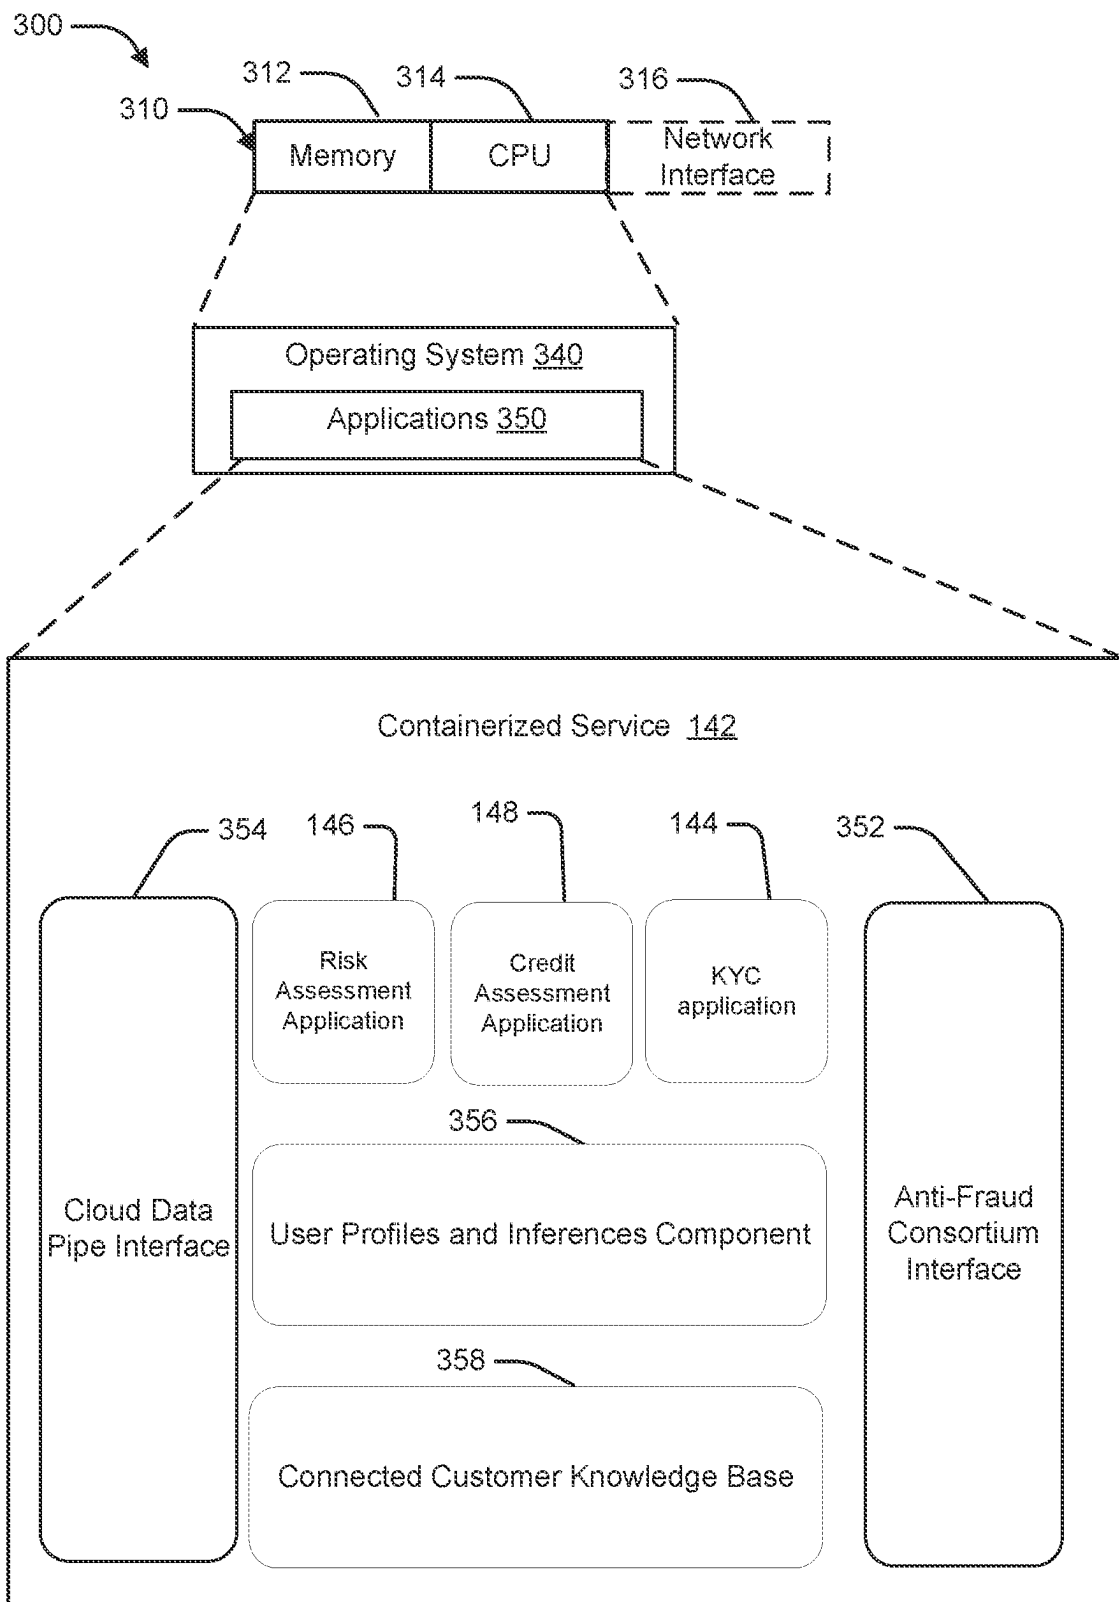 300
312
314
316
310
Memory
CPU
Network
Interface
Operating System 340
Applications 350
Containerized Service 142
354
146
148
144
352
Risk
Assessment
Application
Credit
Assessment
Application
KYC
application
356
Cloud Data
Pipe Interface
User Profiles and Inferences Component
Anti-Fraud
Consortium
Interface
358
Connected Customer Knowledge Base